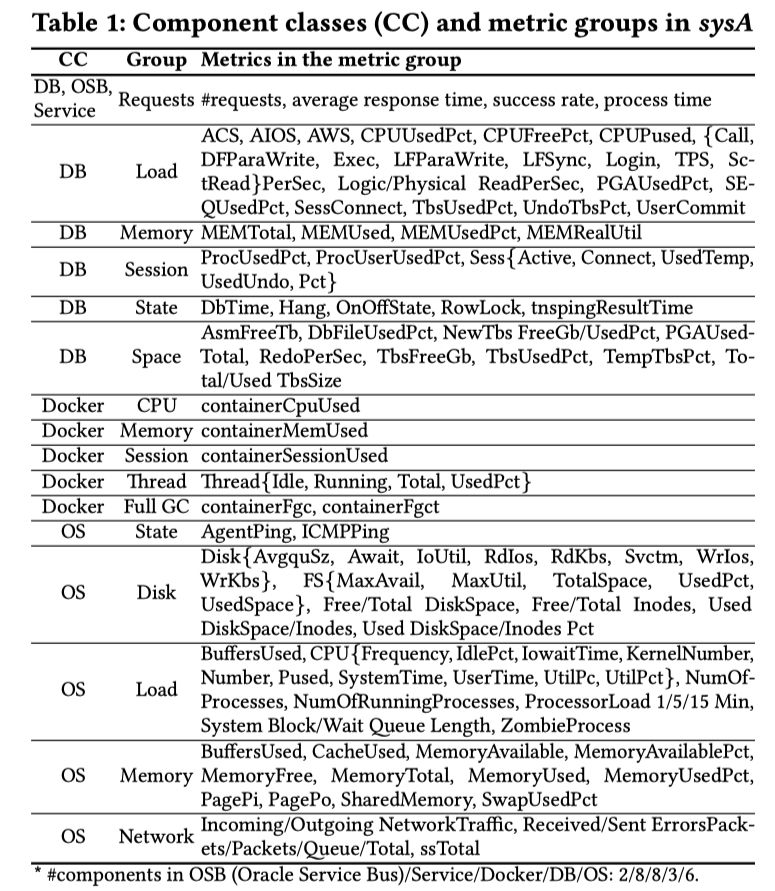 Table 1: Component classes (CC) and metric groups in sysA
CC Group Metrics in the metric group
DB, OSB, Service Requests #requests, average response time, success rate, process time
DB Load ACS, AIOS, AWS, CPUUsedPct, CPUFreePct, CPUPused, {Call,
DFParaWrite, Exec, LFParaWrite, LFSync, Login, TPS, Sc-
tRead}PerSec, Logic/Physical ReadPerSec, PGAUsedPct, SE-
QUsedPct, SessConnect, TbsUsedPct, UndoTbsPct, UserCommit
DB Memory MEMTotal, MEMUsed, MEMUsedPct, MEMRealUtil
DB Session ProcUsedPct, ProcUserUsedPct, Sess{Active, Connect, UsedTemp,
UsedUndo, Pct}
DB State DbTime, Hang, OnOffState, RowLock, tnspingResultTime
DB Space AsmFreeTb, DbFileUsedPct, NewTbs FreeGb/UsedPct, PGAUsed-
Total, RedoPerSec, TbsFreeGb, TbsUsedPct, TempTbsPct, To-
tal/Used TbsSize
Docker CPU containerCpuUsed
Docker Memory containerMemUsed
Docker Session containerSessionUsed
Docker Thread Thread{Idle, Running, Total, UsedPct}
Docker Full GC containerFgc, containerFgct
OS State AgentPing, ICMPPing
OS Disk Disk{AvgquSz, Await, IoUtil, RdIos, RdKbs, Svctm, WrIos,
WrKbs}, FS{MaxAvail, MaxUtil, TotalSpace, UsedPct,
UsedSpace}, Free/Total DiskSpace, Free/Total Inodes, Used
DiskSpace/Inodes, Used DiskSpace/Inodes Pct
OS Load BuffersUsed, CPU{Frequency, IdlePct, IowaitTime, KernelNumber,
Number, Pused, SystemTime, UserTime, UtilPc, UtilPct}, NumOf-
Processes, NumOfRunningProcesses, ProcessorLoad 1/5/15 Min,
System Block/Wait Queue Length, ZombieProcess
OS Memory BuffersUsed, CacheUsed, MemoryAvailable, MemoryAvailablePct,
MemoryFree, MemoryTotal, MemoryUsed, MemoryUsedPct,
PagePi, PagePo, SharedMemory, SwapUsedPct
OS Network Incoming/Outgoing NetworkTraffic, Received/Sent ErrorsPack-
ets/Packets/Queue/Total, ssTotal
* #components in OSB (Oracle Service Bus)/Service/Docker/DB/OS: 2/8/8/3/6.